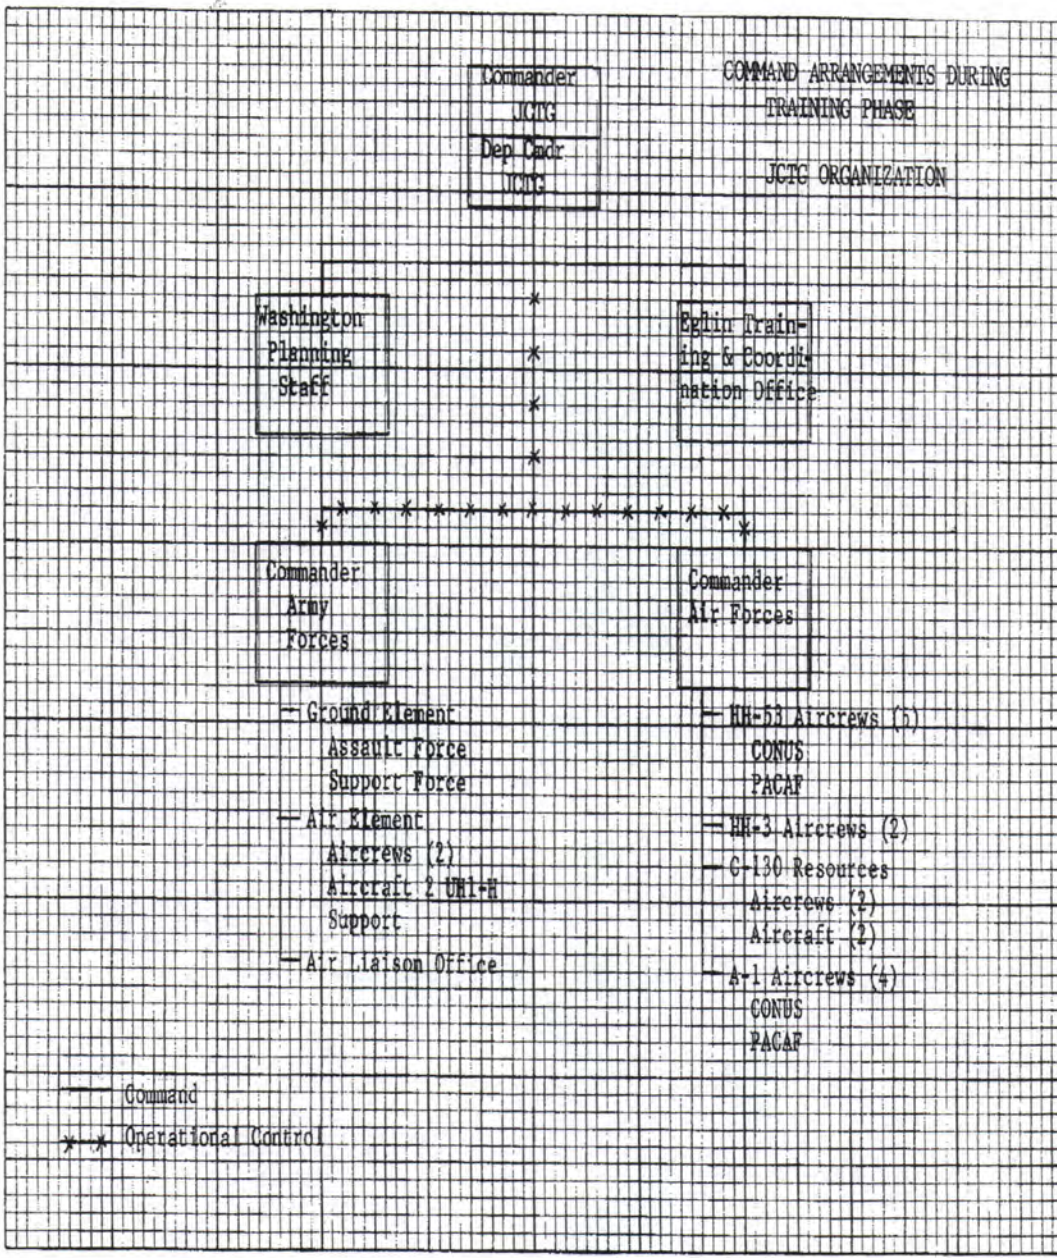 Commander
JCTG
Dep Cmdr
JCTG
COMMAND ARRANGEMENTS DURING
TRAINING PHASE
JCTG ORGANIZATION
Washington
Planning
Staff
Eglin Train-
ing & Coordi-
nation Office
Commander
Army
Forces
Commander
Air Forces
Ground Element
Assault Force
Support Force
Air Element
Aircrews (2)
Aircraft 2 UH1-H
Support
Air Liaison Office
HH-53 Aircrews
CONUS
PACAF
HH-3 Aircrews (2)
C-130 Resources
Aircrews (2)
Aircraft (2)
A-1 Aircrews (4)
CONUS
PACAF
Command
Operational Control